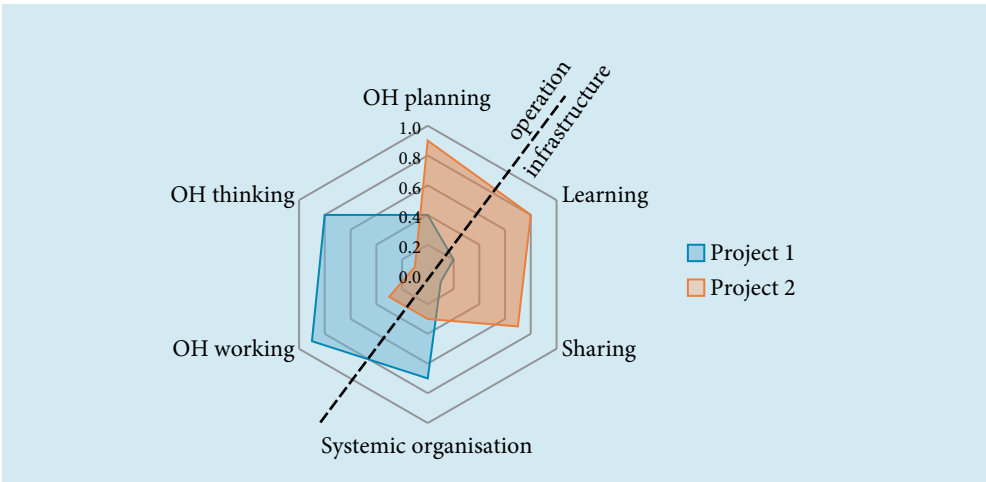 operation
infrastructure
OH planning
1.0
0.8
0.6
0.4
0.2
0.0
OH thinking
Learning
Project 1
Project 2
OH working
Sharing
Systemic organisation